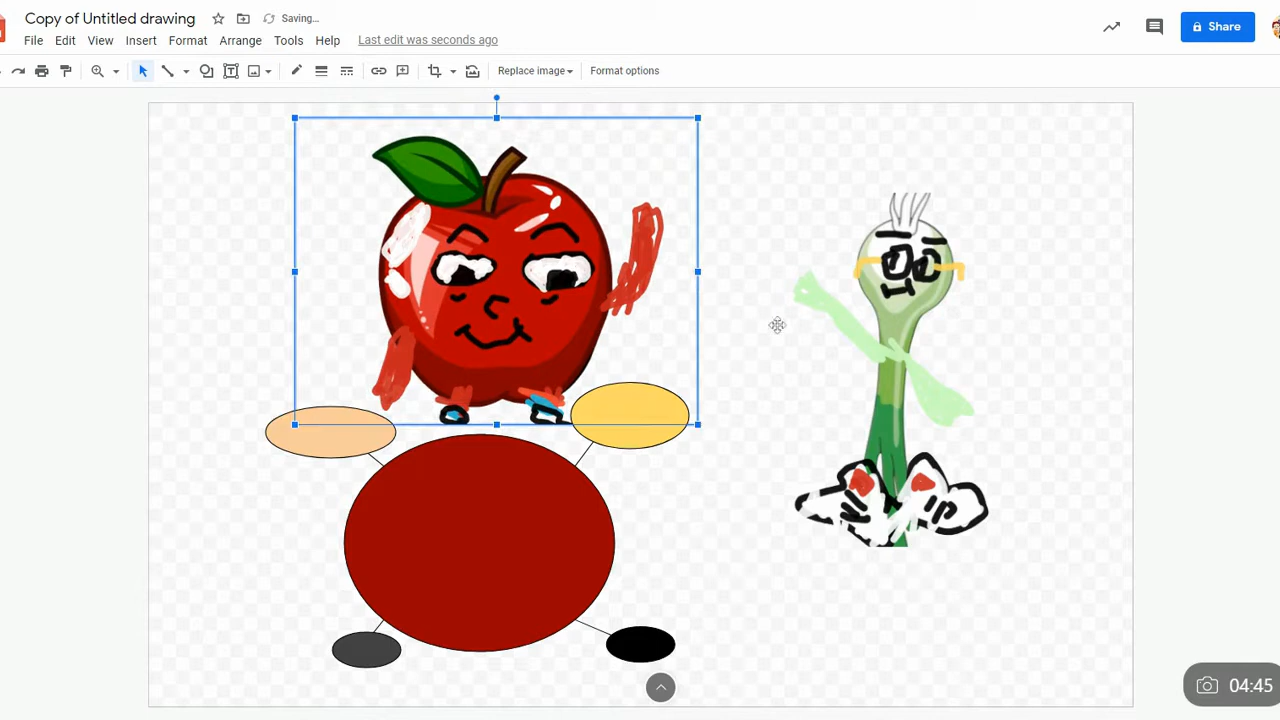 Copy of Untitled drawing Saving...
File Edit View Insert Format Arrange Tools Help Last edit was seconds ago
Share
Replace image Format options
04:45